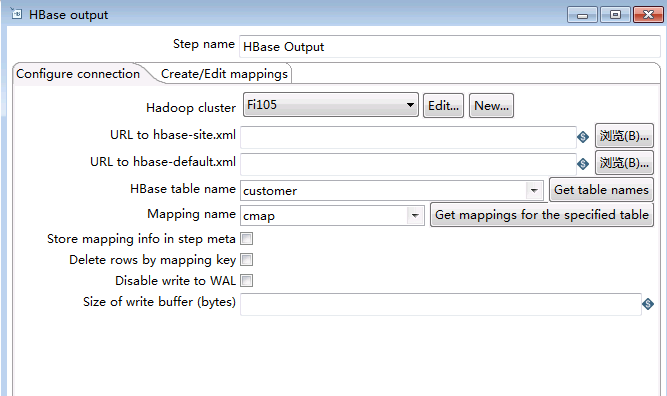 HBase output
Step name HBase Output
Configure connection Create/Edit mappings
Hadoop cluster Fi105 Edit... New...
URL to hbase-site.xml 浏览(B)...
URL to hbase-default.xml 浏览(B)...
HBase table name customer Get table names
Mapping name cmap Get mappings for the specified table
Store mapping info in step meta
Delete rows by mapping key
Disable write to WAL
Size of write buffer (bytes)